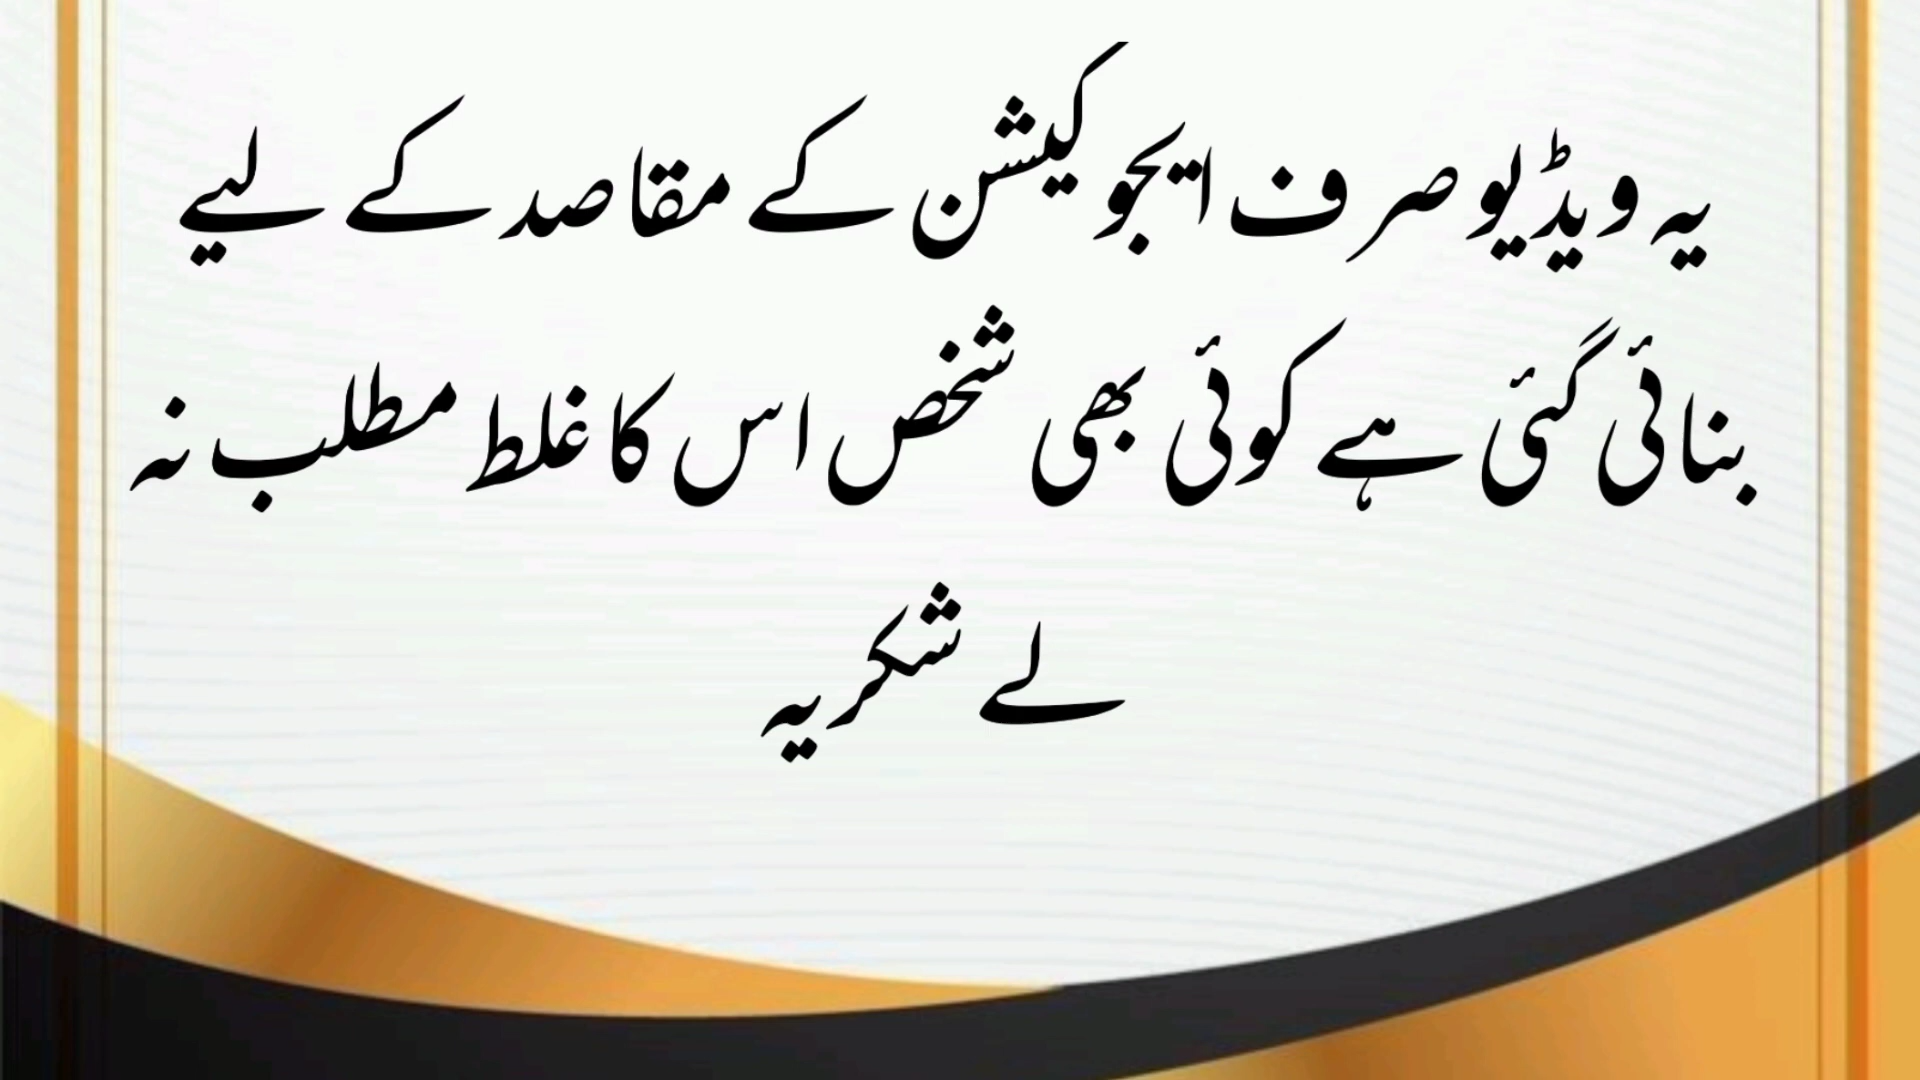 یہ ویڈیو صرف ایجوکیشن کے مقاصد کے لیے
بنائی گئی ہے کوئی بھی شخص اس کا غلط مطلب نہ
لے شکریہ